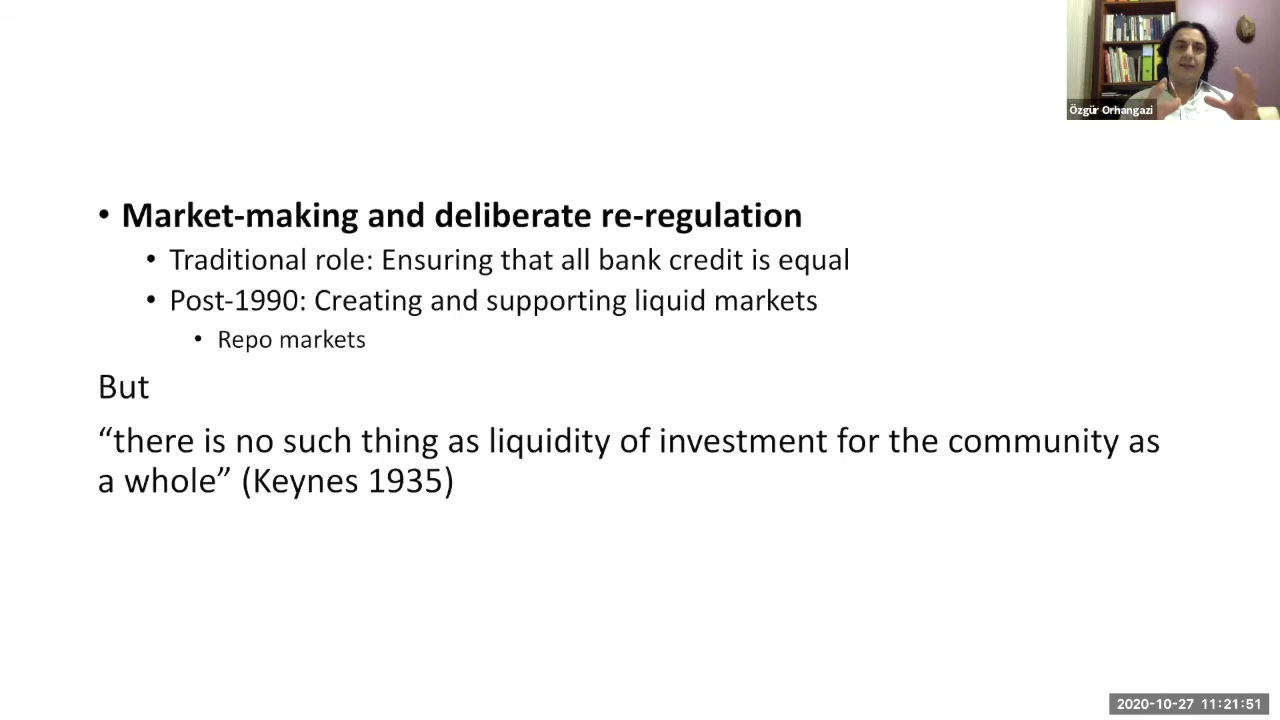 Özgür Orhangazi
• Market-making and deliberate re-regulation
• Traditional role: Ensuring that all bank credit is equal
• Post-1990: Creating and supporting liquid markets
• Repo markets
But
“there is no such thing as liquidity of investment for the community as
a whole” (Keynes 1935)
2020-10-27 11:21:51